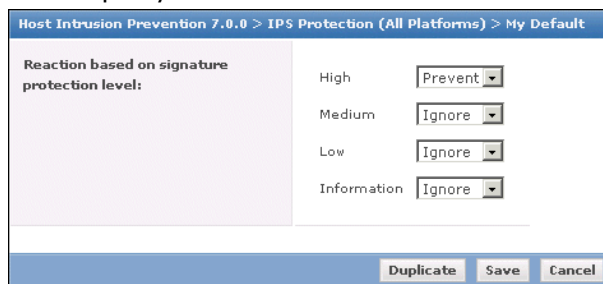 Host Intrusion Prevention 7.0.0 > IPS Protection (All Platforms) > My Default
Reaction based on signature
protection level:
High Prevent
Medium Ignore
Low Ignore
Information Ignore
Duplicate Save Cancel